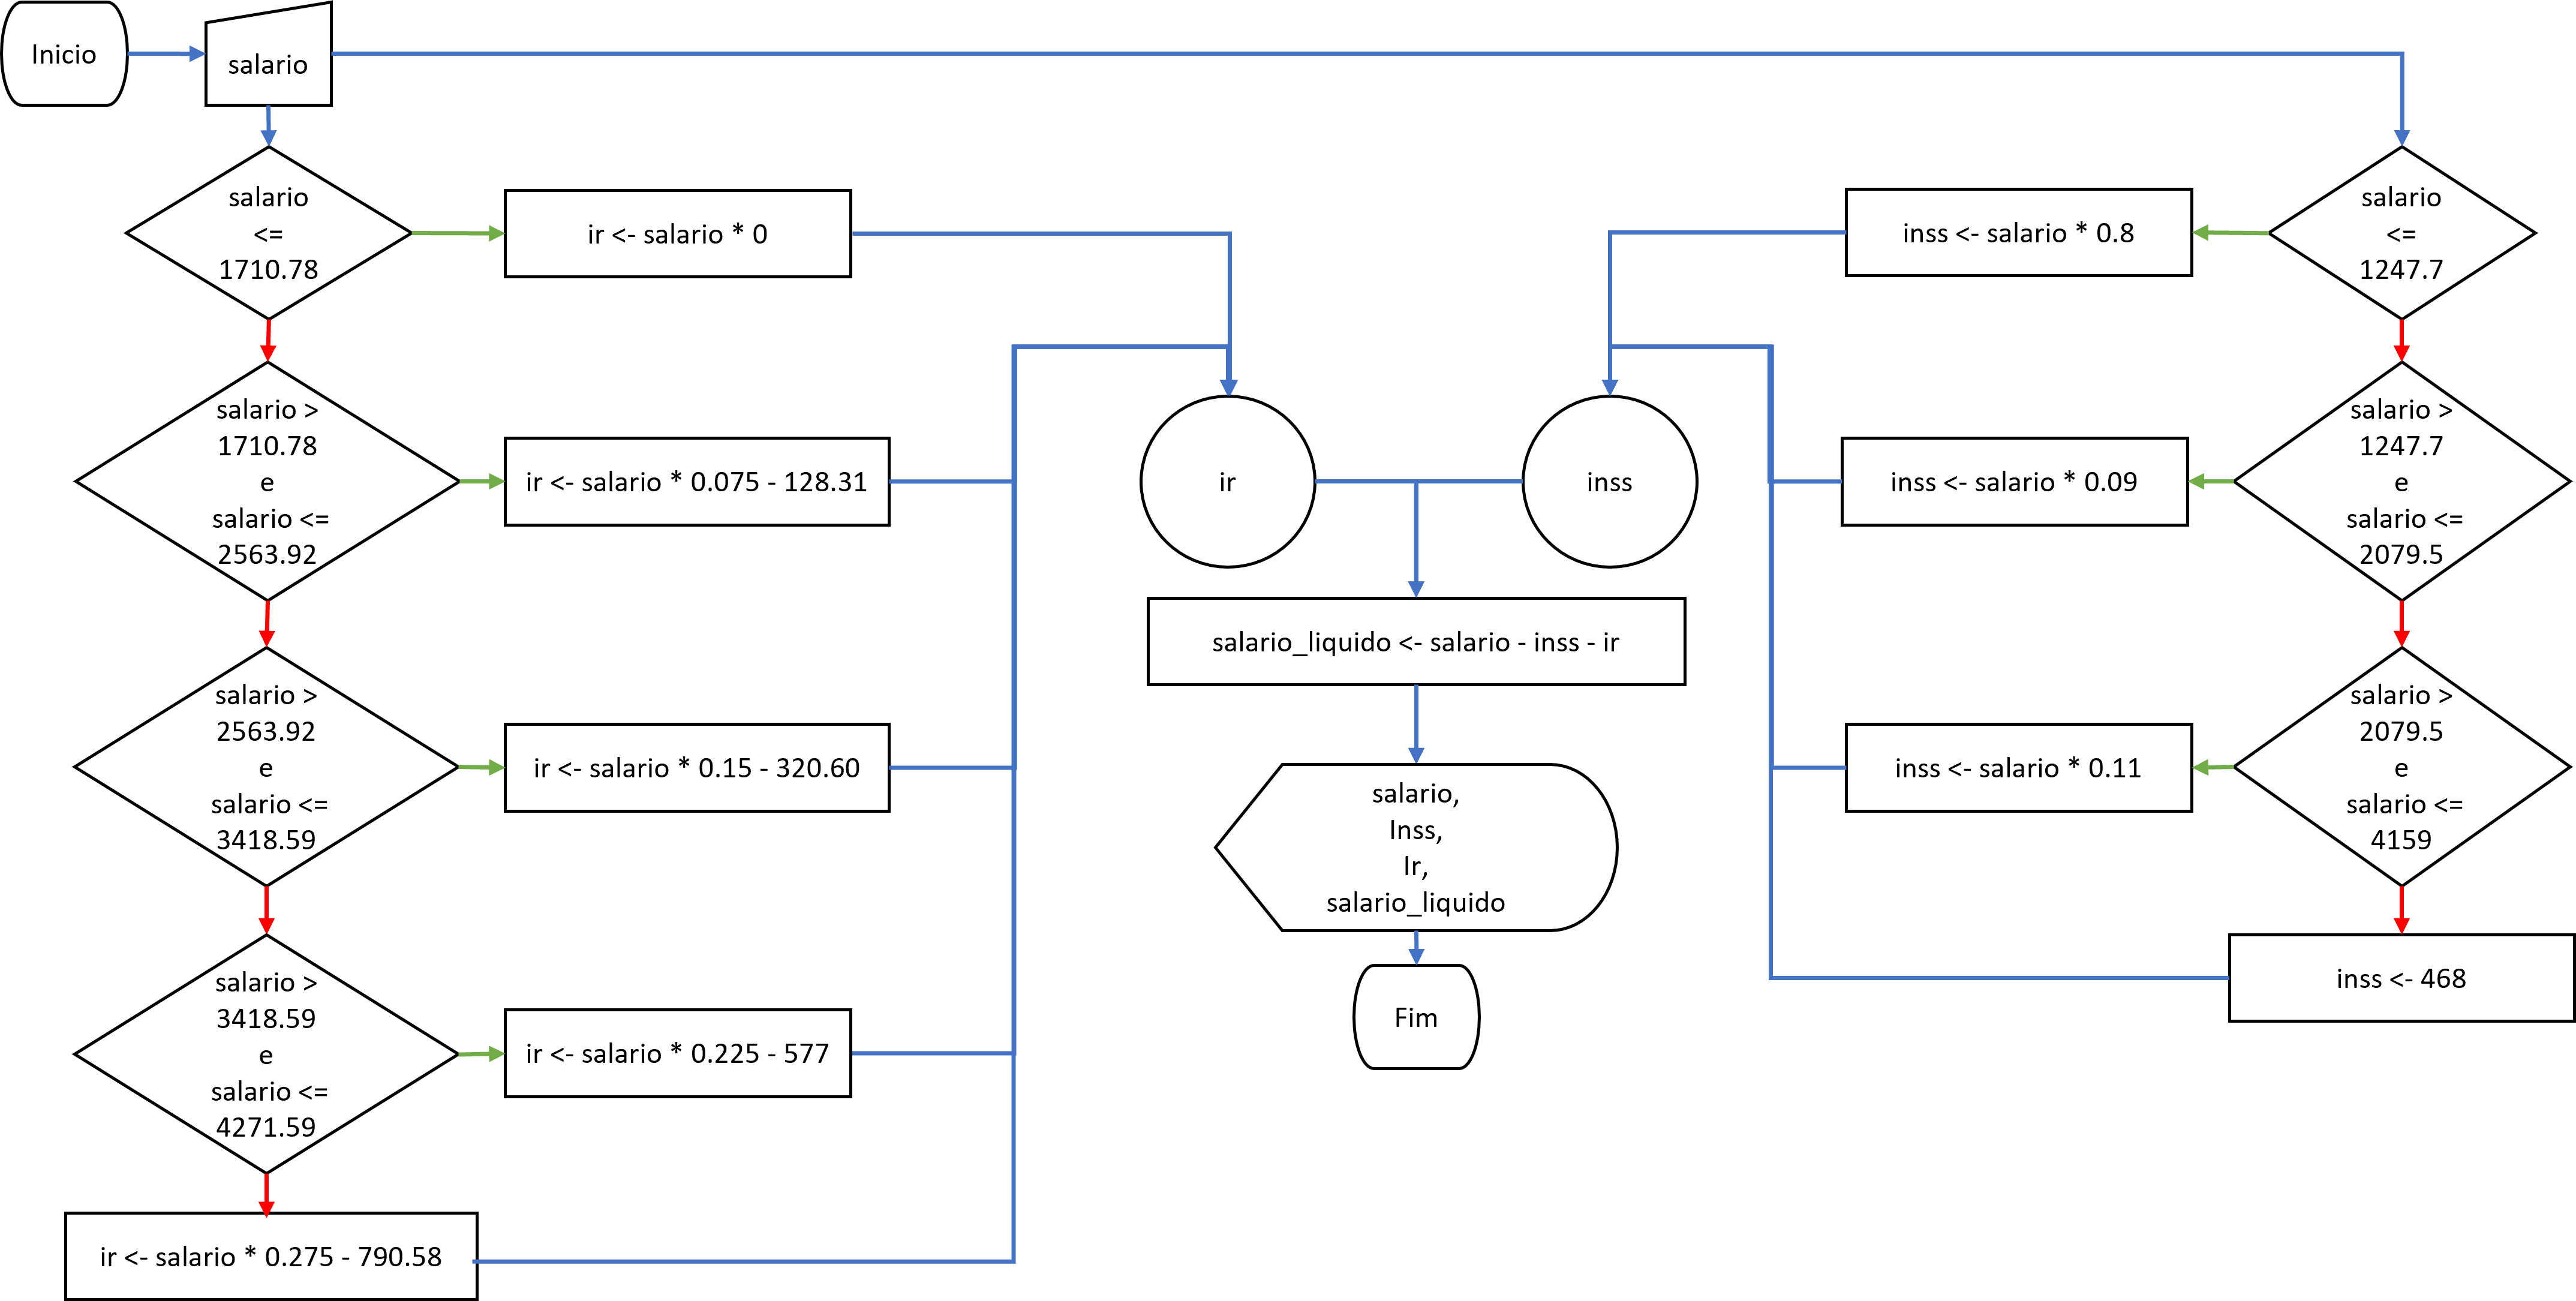 Inicio
salario
salario
<=
1710.78
ir <- salario * 0
salario >
1710.78
e
salario <=
2563.92
ir <- salario * 0.075 - 128.31
salario >
2563.92
e
salario <=
3418.59
ir <- salario * 0.15 - 320.60
salario >
3418.59
e
salario <=
4271.59
ir <- salario * 0.225 - 577
ir <- salario * 0.275 - 790.58
ir
inss
salario_liquido <- salario - inss - ir
salario,
Inss,
Ir,
salario_liquido
Fim
inss <- salario * 0.8
salario
<=
1247.7
inss <- salario * 0.09
salario >
1247.7
e
salario <=
2079.5
inss <- salario * 0.11
salario >
2079.5
e
salario <=
4159
inss <- 468